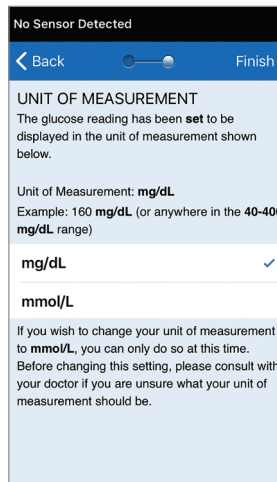 No Sensor Detected
Back
Finish
UNIT OF MEASUREMENT
The glucose reading has been set to
displayed in the unit of measurement shown
below.
Unit of Measurement: mg/dL
Example: 160 mg/dL (or anywhere in the 40-400
mg/dL range)
mg/dL
mmol/L
If you wish to change your unit of measurement
to mmol/L, you can only do so at this time.
Before changing this setting, please consult with
your doctor if you are unsure what your unit of
measurement should be.